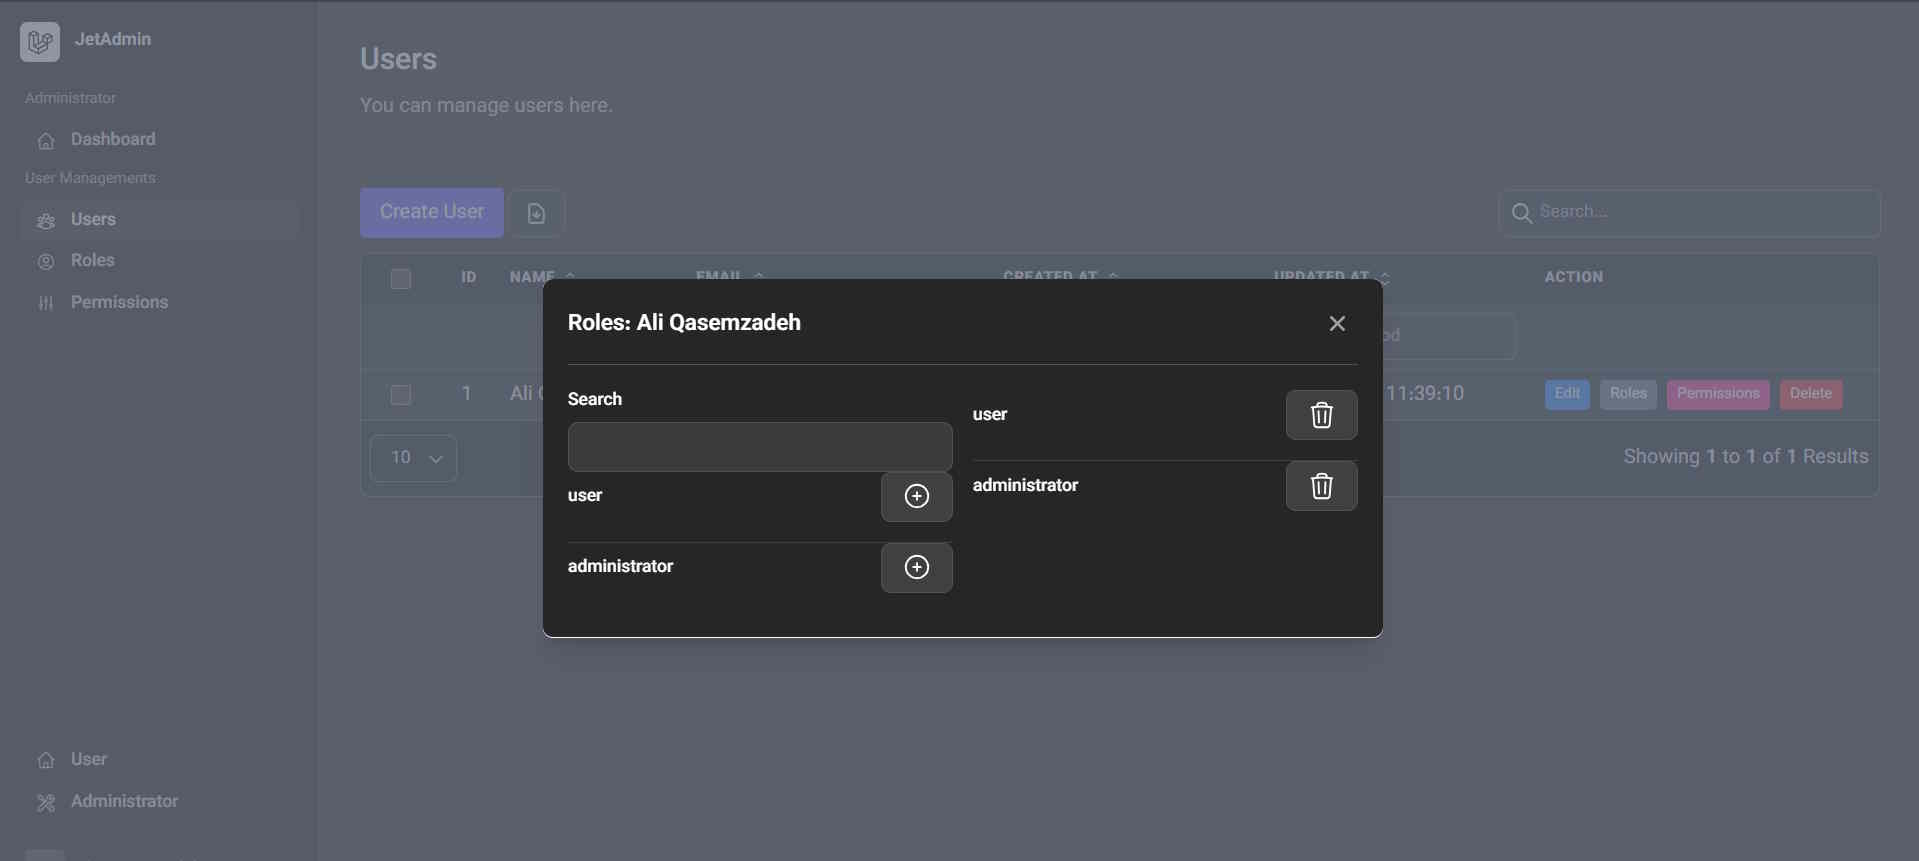 JetAdmin
Administrator
Dashboard
User Managements
Users
Roles
Permissions
User
Administrator
Users
You can manage users here.
Create User
Search...
ID NAME EMAIL CREATED AT UPDATED AT ACTION
1 Ali 11:39:10 Edit Roles Permissions Delete
10
Showing 1 to 1 of 1 Results
Roles: Ali Qasemzadeh
Search
user
administrator
user
administrator